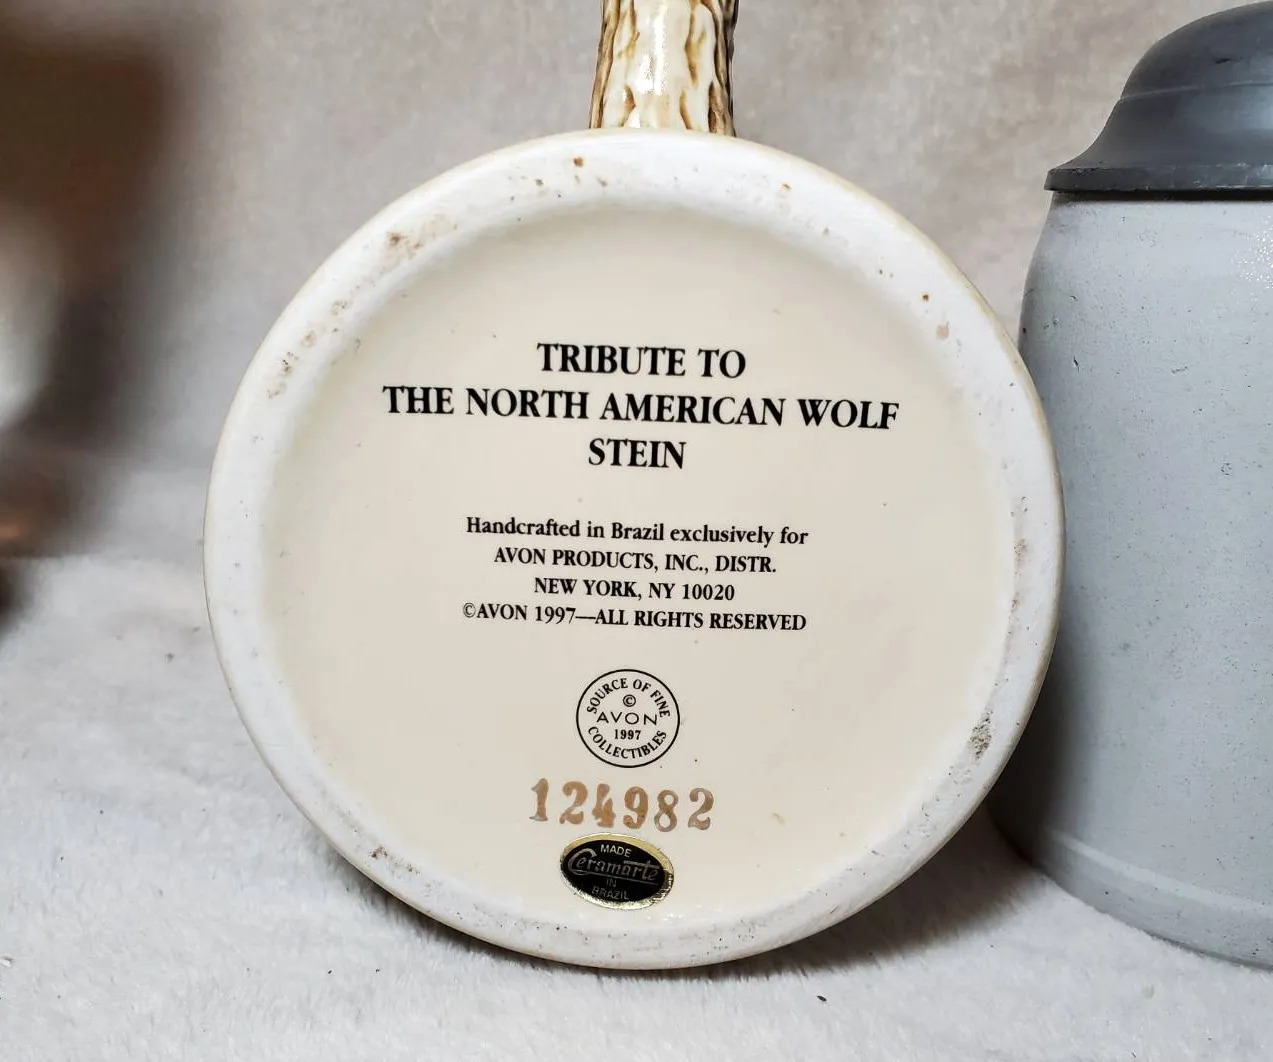 TRIBUTE TO
THE NORTH AMERICAN WOLF
STEIN
Handcrafted in Brazil exclusively for
AVON PRODUCTS, INC., DISTR.
NEW YORK, NY 10020
©AVON 1997—ALL RIGHTS RESERVED
SOURCE OF FINE
©
AVON
1997
COLLECTIBLES
124982
MADE
Ceramarte
IN
BRAZIL